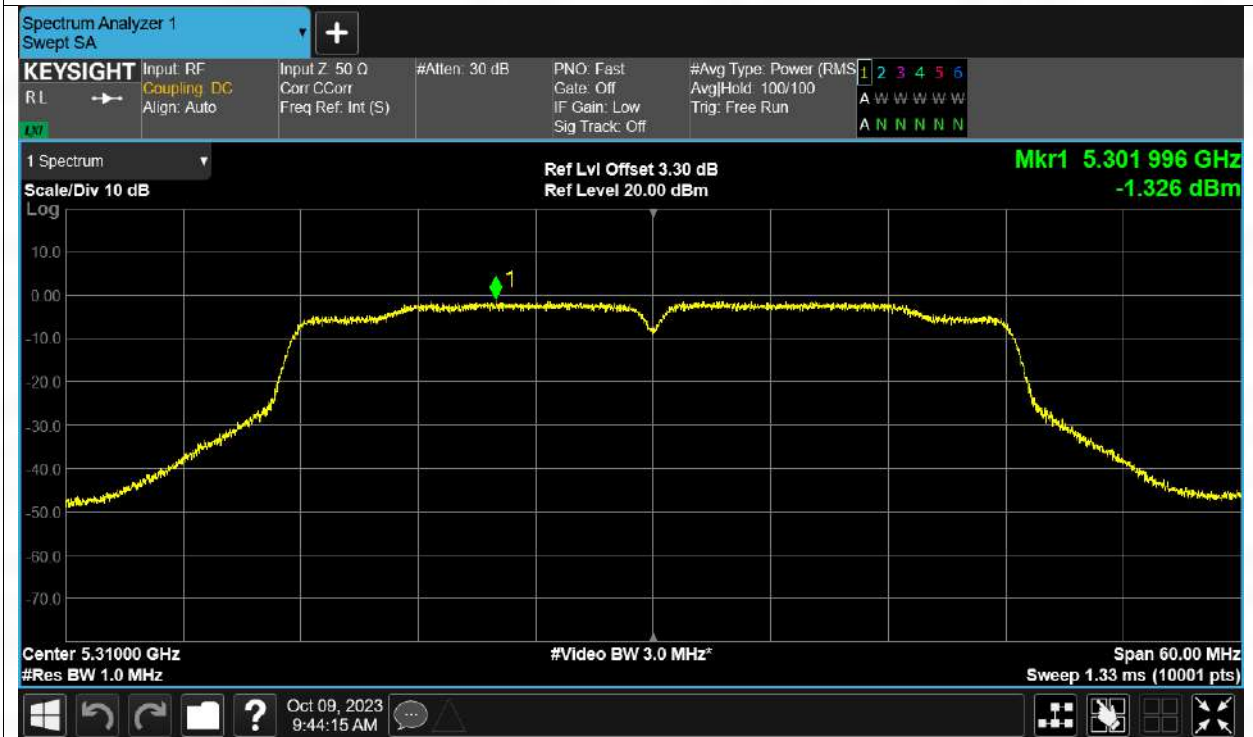 Spectrum Analyzer 1
Swept SA
+
KEYSIGHT
RL
LXI
Input: RF
Coupling: DC
Align: Auto
Input Z: 50 Ω
Corr CCorr
Freq Ref: Int (S)
#Atten: 30 dB
PNO: Fast
Gate: Off
IF Gain: Low
Sig Track: Off
#Avg Type: Power (RMS
Avg|Hold: 100/100
Trig: Free Run
1 2 3 4 5 6
A W W W W W
A N N N N N
1 Spectrum
Scale/Div 10 dB
Log
Ref Lvl Offset 3.30 dB
Ref Level 20.00 dBm
Mkr1 5.301 996 GHz
-1.326 dBm
10.0
0.00
-10.0
-20.0
-30.0
-40.0
-50.0
-60.0
-70.0
1
Center 5.31000 GHz
#Res BW 1.0 MHz
#Video BW 3.0 MHz*
Span 60.00 MHz
Sweep 1.33 ms (10001 pts)
?
Oct 09, 2023
9:44:15 AM